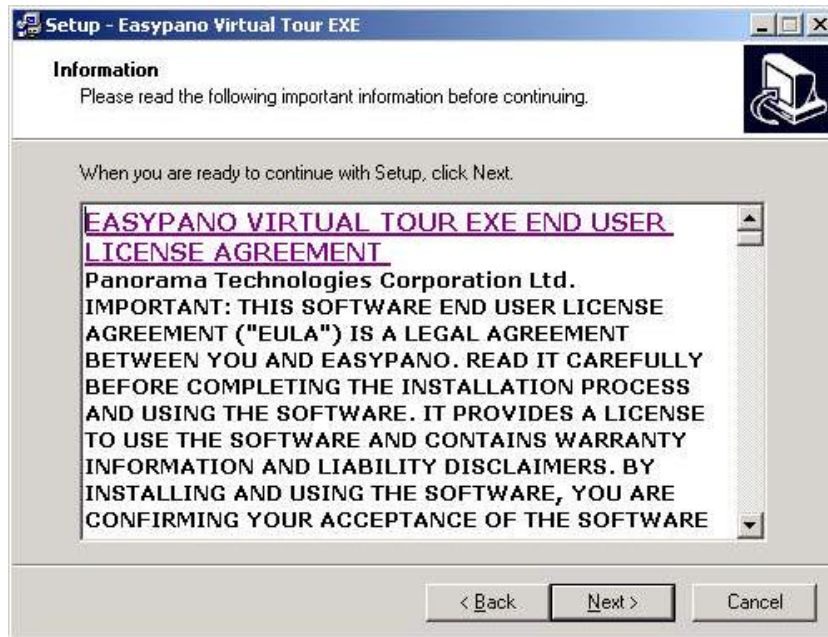 Setup - Easypano Virtual Tour EXE
Information
Please read the following important information before continuing.
When you are ready to continue with Setup, click Next.
EASYPANO VIRTUAL TOUR EXE END USER
LICENSE AGREEMENT
Panorama Technologies Corporation Ltd.
IMPORTANT: THIS SOFTWARE END USER LICENSE
AGREEMENT ("EULA") IS A LEGAL AGREEMENT
BETWEEN YOU AND EASYPANO. READ IT CAREFULLY
BEFORE COMPLETING THE INSTALLATION PROCESS
AND USING THE SOFTWARE. IT PROVIDES A LICENSE
TO USE THE SOFTWARE AND CONTAINS WARRANTY
INFORMATION AND LIABILITY DISCLAIMERS. BY
INSTALLING AND USING THE SOFTWARE, YOU ARE
CONFIRMING YOUR ACCEPTANCE OF THE SOFTWARE
< Back Next > Cancel